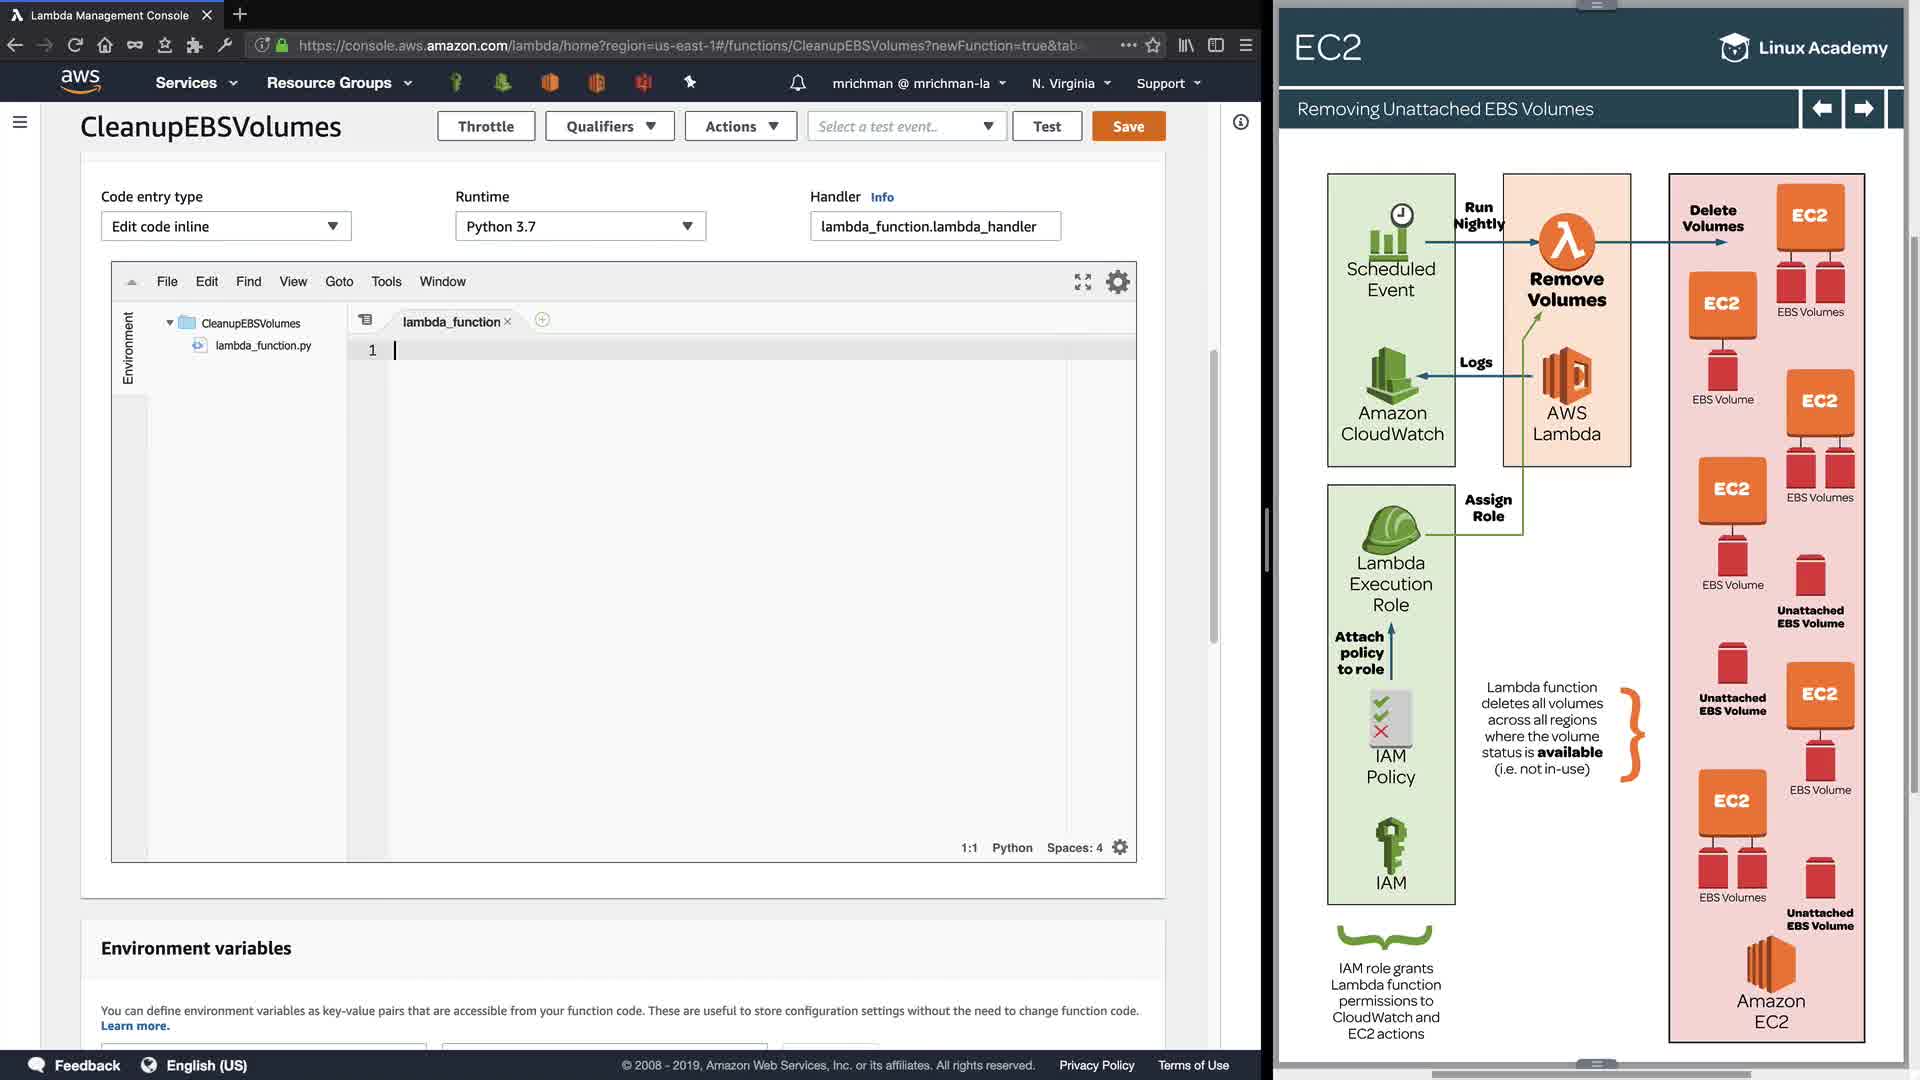 Lambda Management Console
https://console.aws.amazon.com/lambda/home?region=us-east-1#/functions/CleanupEBSVolumes?newFunction=true&tab=
aws
Services
Resource Groups
mrichman @ mrichman-la
N. Virginia
Support
CleanupEBSVolumes
Throttle
Qualifiers
Actions
Select a test event..
Test
Save
Code entry type
Runtime
Handler Info
Edit code inline
Python 3.7
lambda_function.lambda_handler
File Edit Find View Goto Tools Window
Environment
CleanupEBSVolumes
lambda_function.py
lambda_function
1
1:1 Python Spaces: 4
Environment variables
You can define environment variables as key-value pairs that are accessible from your function code. These are useful to store configuration settings without the need to change function code.
Learn more.
Feedback
English (US)
© 2008 - 2019, Amazon Web Services, Inc. or its affiliates. All rights reserved.
Privacy Policy
Terms of Use
EC2
Linux Academy
Removing Unattached EBS Volumes
Scheduled
Event
Run
Nightly
Remove
Volumes
Delete
Volumes
Logs
Amazon
CloudWatch
AWS
Lambda
Assign
Role
Lambda
Execution
Role
Attach
policy
to role
IAM
Policy
IAM
IAM role grants
Lambda function
permissions to
CloudWatch and
EC2 actions
Lambda function
deletes all volumes
across all regions
where the volume
status is available
(i.e. not in-use)
EC2
EBS Volumes
EC2
EBS Volume
EC2
EBS Volumes
EC2
EBS Volume
Unattached
EBS Volume
Unattached
EBS Volume
EC2
EBS Volume
EC2
EBS Volumes
Unattached
EBS Volume
Amazon
EC2